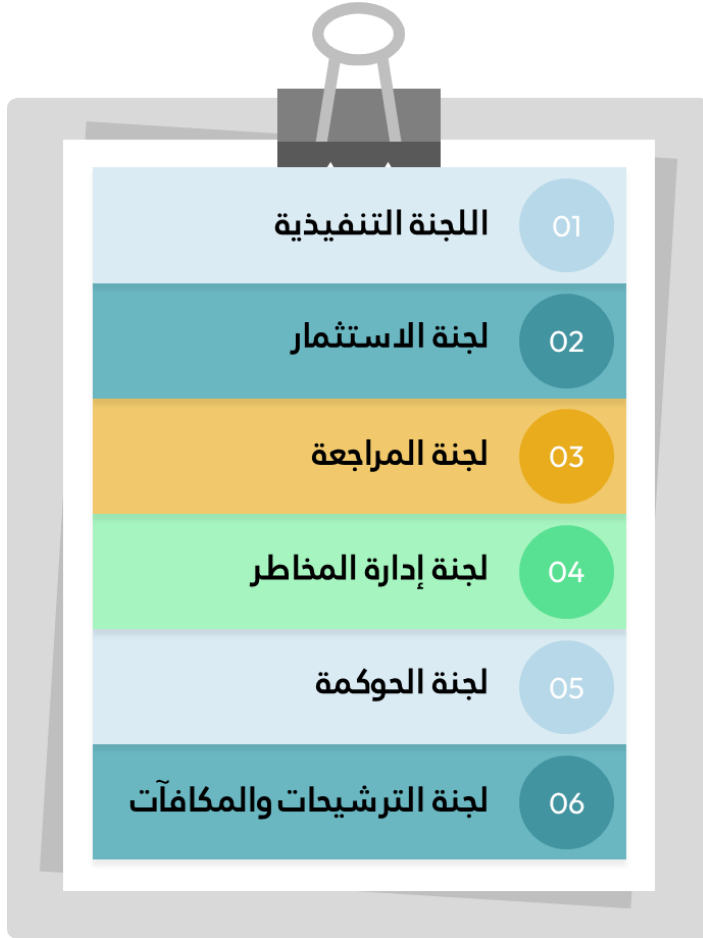 01 اللجنة التنفيذية
02 لجنة الاستثمار
03 لجنة المراجعة
04 لجنة إدارة المخاطر
05 لجنة الحوكمة
06 لجنة الترشيحات والمكافآت